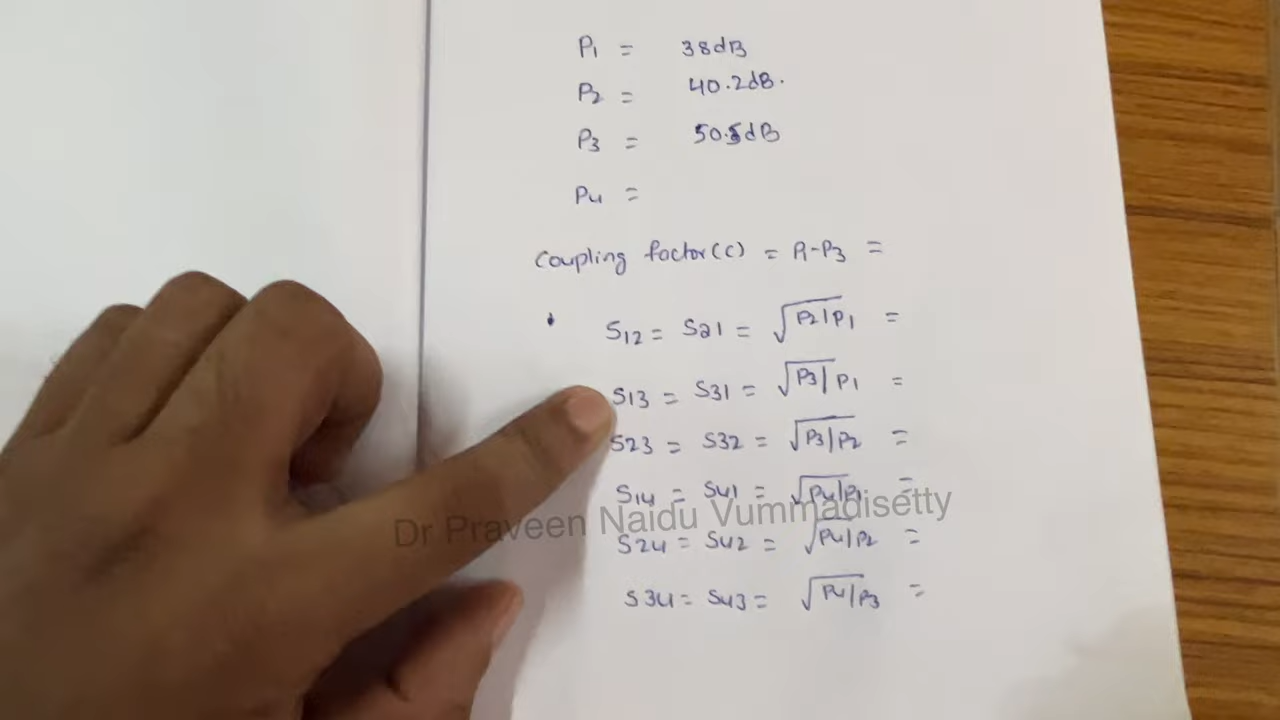 P1 = 38dB
P2 = 40.2dB.
P3 = 50.5dB
P4 =
Coupling factor(c) = P1-P3 =
S12 = S21 = √P2/P1 =
S13 = S31 = √P3/P1 =
S23 = S32 = √P3/P2 =
S14 = S41 = √P4/P1 =
Dr Praveen Naidu Vummadisetty
S24 = S42 = √P4/P2 =
S34 = S43 = √P4/P3 =